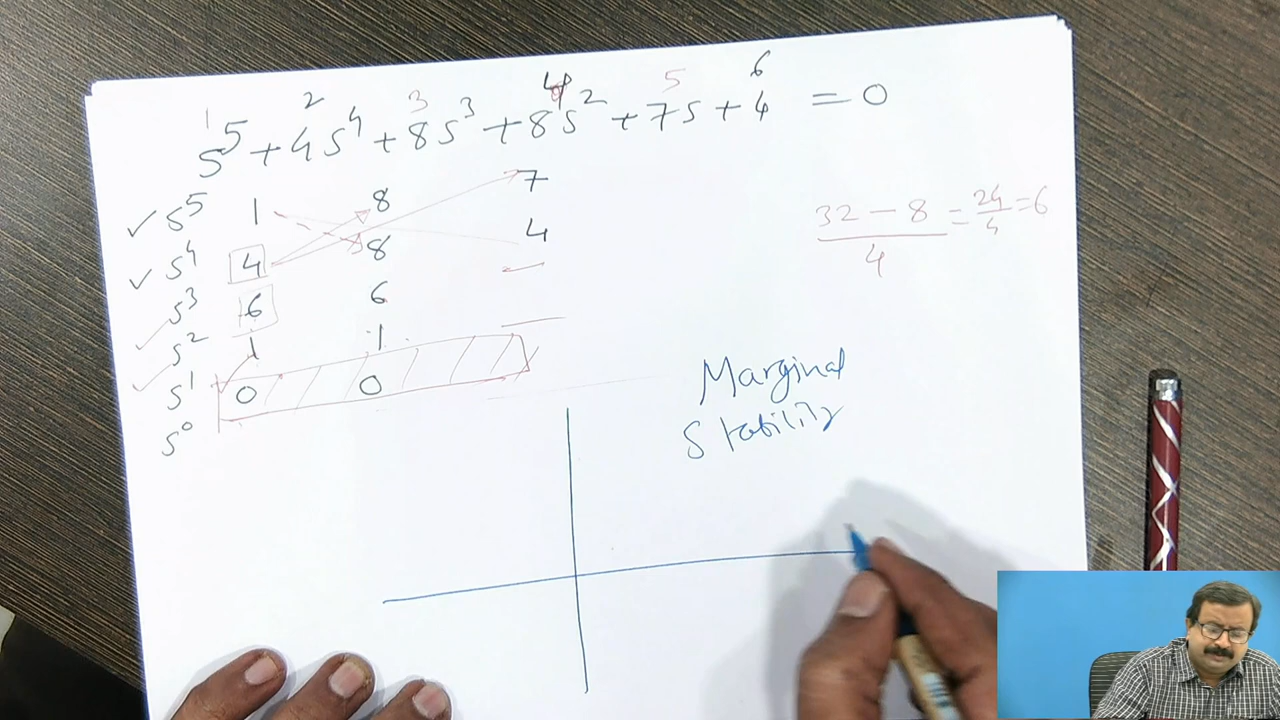 1 2 3 4 5 6
s^5 + 4s^4 + 8s^3 + 8s^2 + 7s + 4 = 0
✓ s^5 1 8 7
✓ s^4 4 8 4
s^3 6 6
s^2 1 1
s^1 0 0
s^0
32 - 8 / 4 = 24/4 = 6
Marginal
Stability